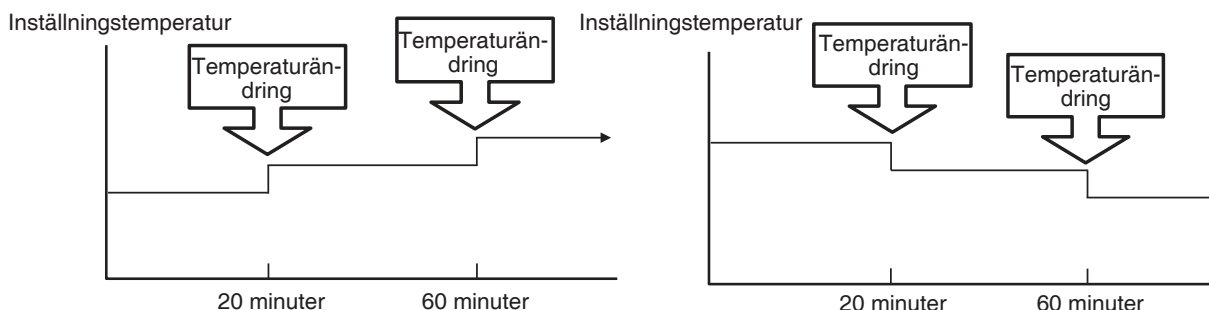 Inställningstemperatur
Temperaturän-
dring
Temperaturän-
dring
20 minuter
60 minuter
Inställningstemperatur
Temperaturän-
dring
Temperaturän-
dring
20 minuter
60 minuter